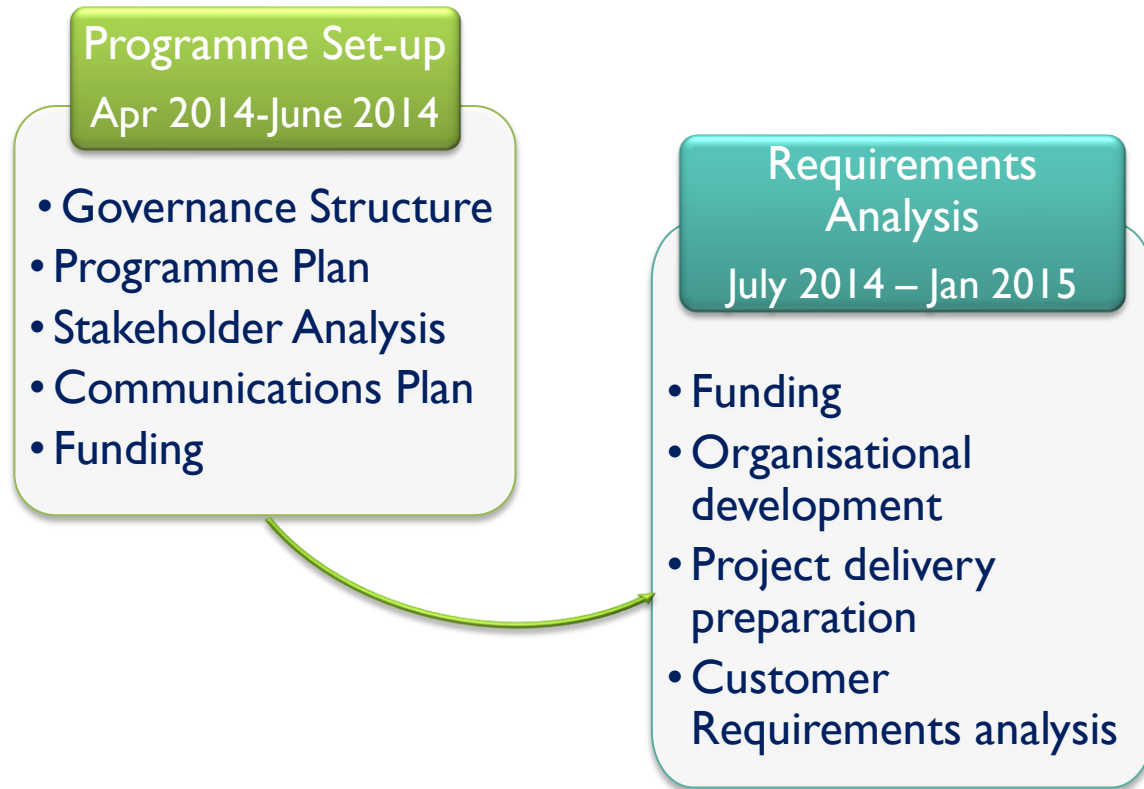 Programme Set-up
Apr 2014-June 2014
• Governance Structure
• Programme Plan
• Stakeholder Analysis
• Communications Plan
• Funding
Requirements
Analysis
July 2014 – Jan 2015
• Funding
• Organisational
development
• Project delivery
preparation
• Customer
Requirements analysis